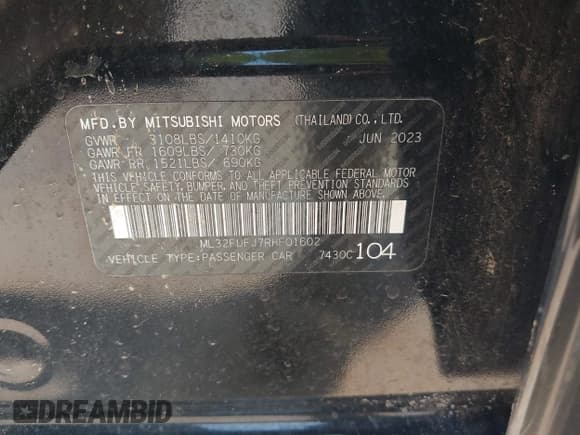 MFD.BY MITSUBISHI MOTORS (THAILAND) CO.,LTD.
GVWR 3108LBS/1410KG JUN 2023
GAWR FR 1609LBS/ 730KG
GAWR RR 1521LBS/ 690KG
THIS VEHICLE CONFORMS TO ALL APPLICABLE FEDERAL MOTOR
VEHICLE SAFETY, BUMPER, AND THEFT PREVENTION STANDARDS
IN EFFECT ON THE DATE OF MANUFACTURE SHOWN ABOVE.
ML32FUFJ7RHF01602
VEHICLE TYPE:PASSENGER CAR 7430C 104
DREAMBID